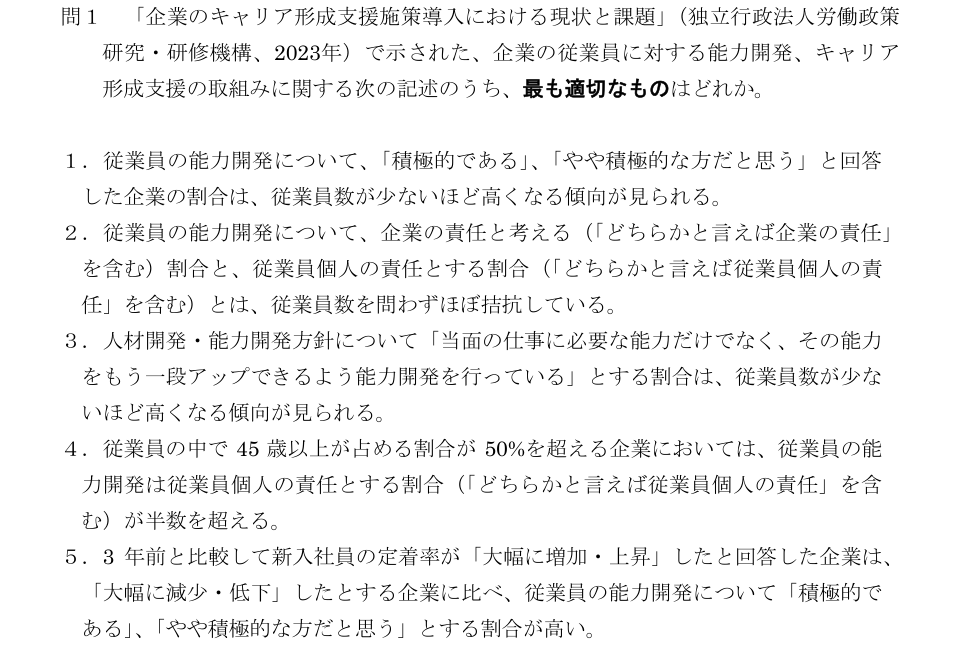 問１　「企業のキャリア形成支援施策導入における現状と課題」（独立行政法人労働政策
研究・研修機構、2023年）で示された、企業の従業員に対する能力開発、キャリア
形成支援の取組みに関する次の記述のうち、最も適切なものはどれか。
１．従業員の能力開発について、「積極的である」、「やや積極的な方だと思う」と回答
した企業の割合は、従業員数が少ないほど高くなる傾向が見られる。
２．従業員の能力開発について、企業の責任と考える（「どちらかと言えば企業の責任」
を含む）割合と、従業員個人の責任とする割合（「どちらかと言えば従業員個人の責
任」を含む）とは、従業員数を問わずほぼ拮抗している。
３．人材開発・能力開発方針について「当面の仕事に必要な能力だけでなく、その能力
をもう一段アップできるよう能力開発を行っている」とする割合は、従業員数が少な
いほど高くなる傾向が見られる。
４．従業員の中で 45 歳以上が占める割合が 50%を超える企業においては、従業員の能
力開発は従業員個人の責任とする割合（「どちらかと言えば従業員個人の責任」を含
む）が半数を超える。
５．3 年前と比較して新入社員の定着率が「大幅に増加・上昇」したと回答した企業は、
「大幅に減少・低下」したとする企業に比べ、従業員の能力開発について「積極的で
ある」、「やや積極的な方だと思う」とする割合が高い。